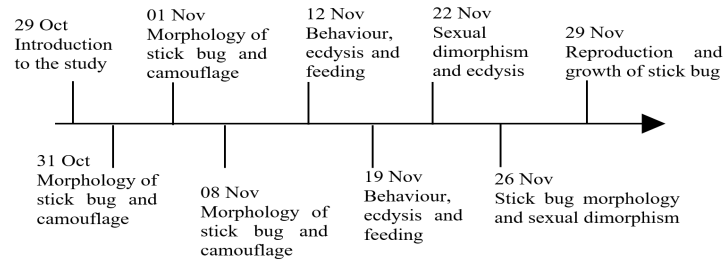 29 Oct
Introduction
to the study
01 Nov
Morphology of
stick bug and
camouflage
12 Nov
Behaviour,
ecdysis and
feeding
22 Nov
Sexual
dimorphism
and ecdysis
29 Nov
Reproduction and
growth of stick bug
31 Oct
Morphology of
stick bug and
camouflage
08 Nov
Morphology of
stick bug and
camouflage
19 Nov
Behaviour,
ecdysis and
feeding
26 Nov
Stick bug morphology
and sexual dimorphism